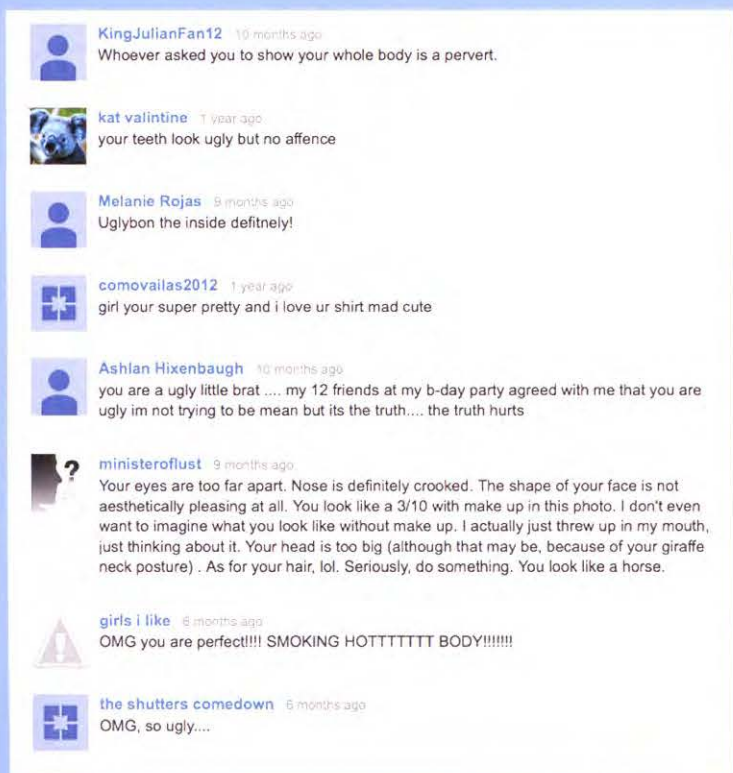 KingJulianFan12 10 months ago
Whoever asked you to show your whole body is a pervert.
kat valintine 1 year ago
your teeth look ugly but no affence
Melanie Rojas 9 months ago
Uglybon the inside defitnely!
comovailas2012 1 year ago
girl your super pretty and i love ur shirt mad cute
Ashlan Hixenbaugh 10 months ago
you are a ugly little brat .... my 12 friends at my b-day party agreed with me that you are
ugly im not trying to be mean but its the truth.... the truth hurts
?
ministeroflust 9 months ago
Your eyes are too far apart. Nose is definitely crooked. The shape of your face is not
aesthetically pleasing at all. You look like a 3/10 with make up in this photo. I don't even
want to imagine what you look like without make up. I actually just threw up in my mouth,
just thinking about it. Your head is too big (although that may be, because of your giraffe
neck posture) . As for your hair, lol. Seriously, do something. You look like a horse.
girls i like 6 months ago
OMG you are perfect!!!! SMOKING HOTTTTTTT BODY!!!!!!!
the shutters comedown 6 months ago
OMG, so ugly....